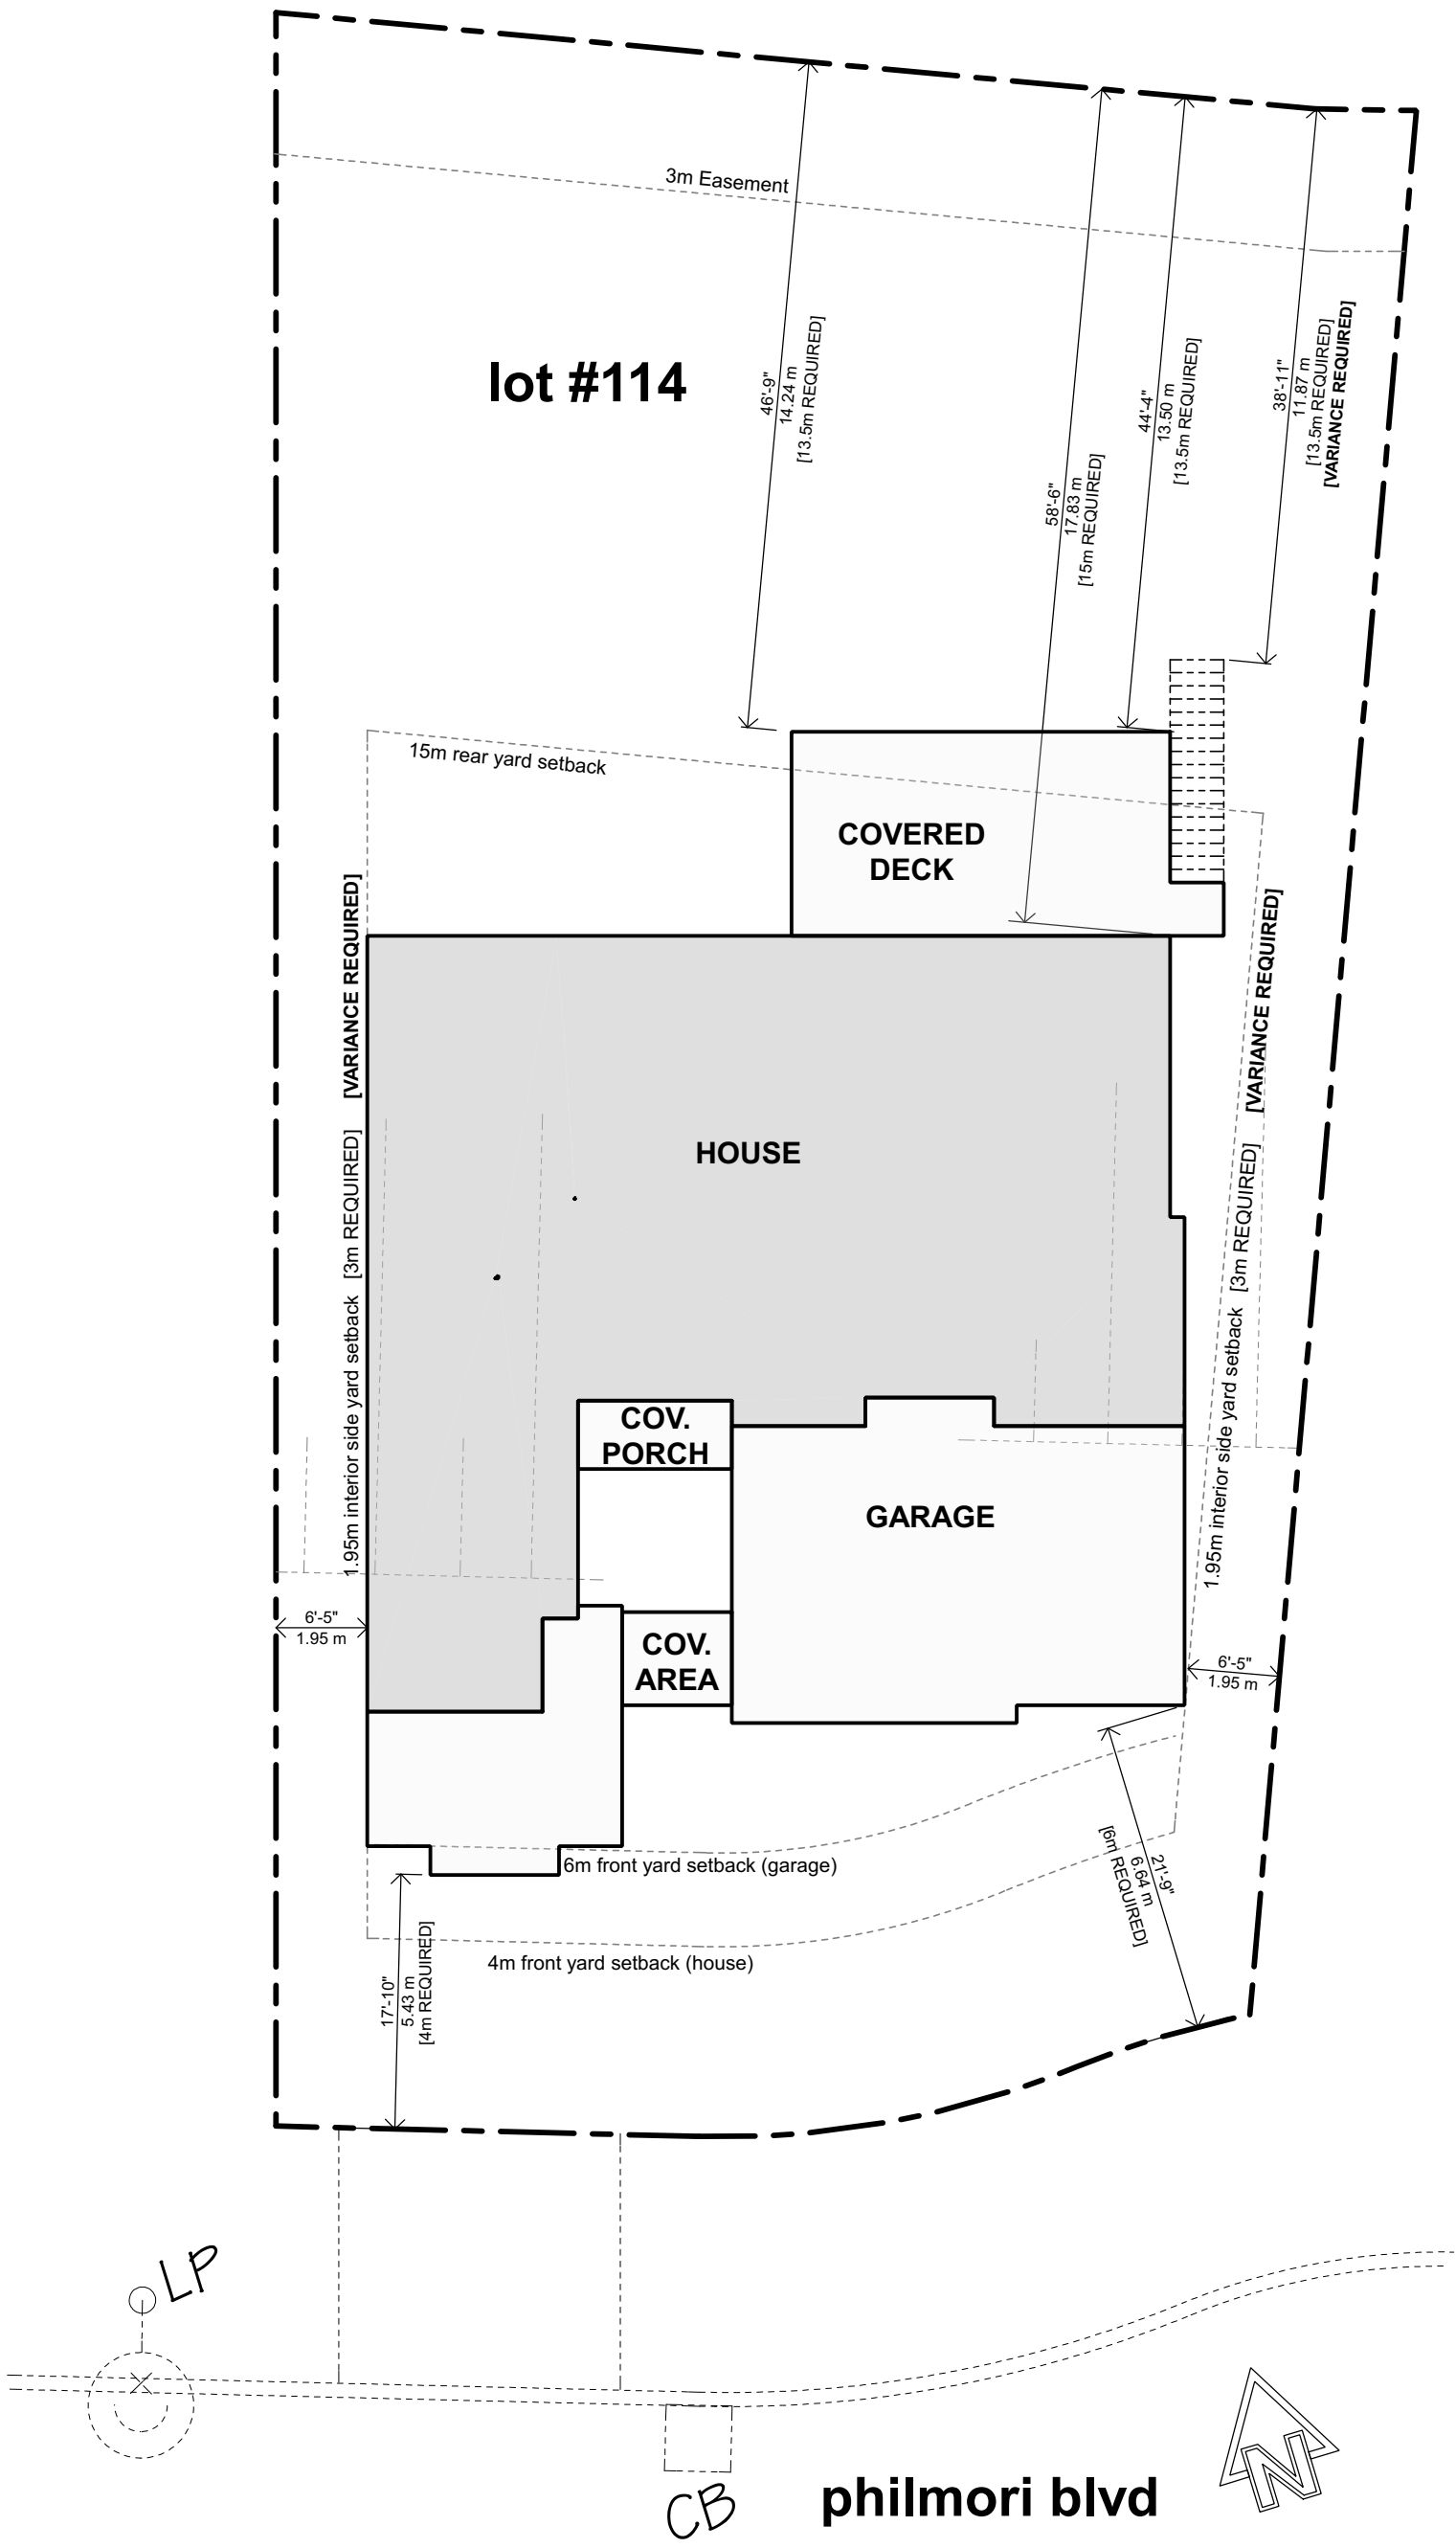 3m Easement
lot #114
46'-9"
14.24 m
[13.5m REQUIRED]
58'-6"
17.83 m
[15m REQUIRED]
44'-4"
13.50 m
[13.5m REQUIRED]
38'-11"
11.87 m
[13.5m REQUIRED]
[VARIANCE REQUIRED]
15m rear yard setback
COVERED
DECK
1.95m interior side yard setback [3m REQUIRED] [VARIANCE REQUIRED]
HOUSE
1.95m interior side yard setback [3m REQUIRED] [VARIANCE REQUIRED]
COV.
PORCH
GARAGE
6'-5"
1.95 m
COV.
AREA
6'-5"
1.95 m
6m front yard setback (garage)
21'-9"
6.64 m
[6m REQUIRED]
4m front yard setback (house)
17'-10"
5.43 m
[4m REQUIRED]
LP
CB
philmori blvd
N